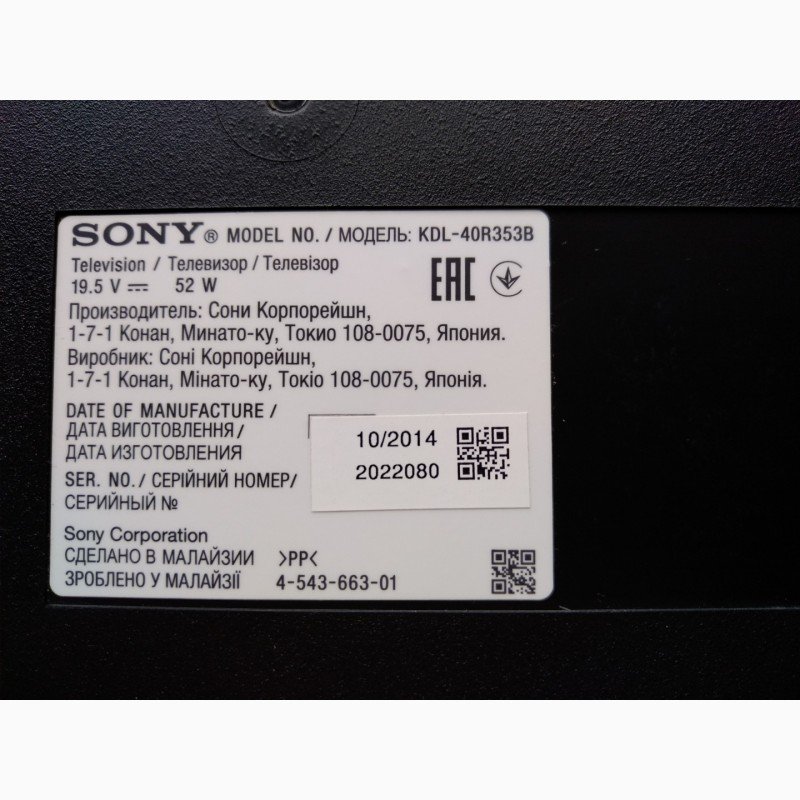 SONY® MODEL NO. / МОДЕЛЬ: KDL-40R353B
Television / Телевизор / Телевізор
19.5 V ⎓ 52 W
EAC
Производитель: Сони Корпорейшн,
1-7-1 Конан, Минато-ку, Токио 108-0075, Япония.
Виробник: Соні Корпорейшн,
1-7-1 Конан, Мінато-ку, Токіо 108-0075, Японія.
DATE OF MANUFACTURE /
ДАТА ВИГОТОВЛЕННЯ /
ДАТА ИЗГОТОВЛЕНИЯ
10/2014
SER. NO. / СЕРІЙНИЙ НОМЕР/
СЕРИЙНЫЙ №
2022080
Sony Corporation
СДЕЛАНО В МАЛАЙЗИИ >PP<
ЗРОБЛЕНО У МАЛАЙЗІЇ 4-543-663-01